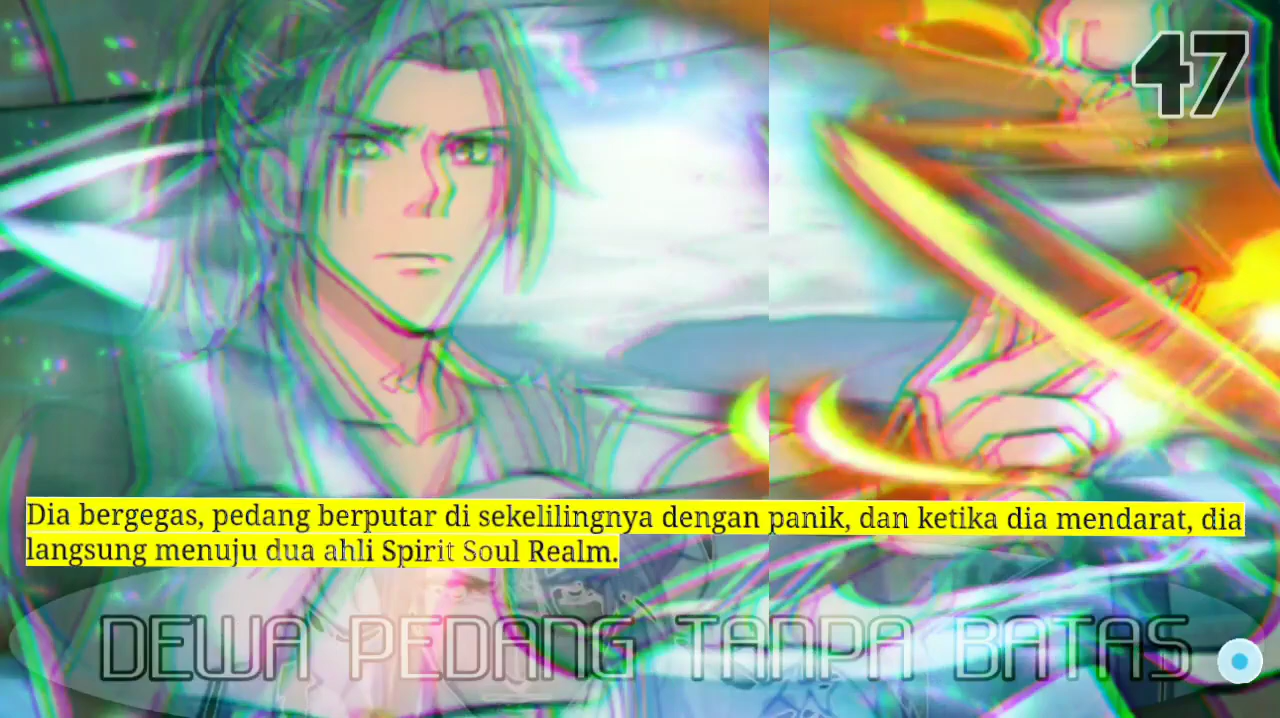 47
Dia bergegas, pedang berputar di sekelilingnya dengan panik, dan ketika dia mendarat, dia
langsung menuju dua ahli Spirit Soul Realm.
DEWA PEDANG TANPA BATAS